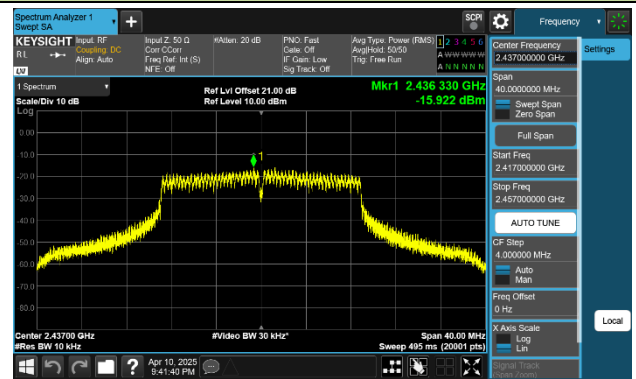 Spectrum Analyzer 1
Swept SA
SCPI
Frequency
KEYSIGHT
Input: RF
Coupling: DC
Align: Auto
Input Z: 50 Ω
Corr CCorr
Freq Ref: Int (S)
NFE: Off
#Atten: 20 dB
PNO: Fast
Gate: Off
IF Gain: Low
Sig Track: Off
Avg Type: Power (RMS)
Avg|Hold: 50/50
Trig: Free Run
1 2 3 4 5 6
A W W W W W
A N N N N N
RL
LXI
1 Spectrum
Scale/Div 10 dB
Log
Ref Lvl Offset 21.00 dB
Ref Level 10.00 dBm
Mkr1 2.436 330 GHz
-15.922 dBm
1
0.00
-10.0
-20.0
-30.0
-40.0
-50.0
-60.0
-70.0
-80.0
Center 2.43700 GHz
#Res BW 10 kHz
#Video BW 30 kHz*
Span 40.00 MHz
Sweep 495 ms (20001 pts)
Center Frequency
2.437000000 GHz
Span
40.0000000 MHz
Swept Span
Zero Span
Full Span
Start Freq
2.417000000 GHz
Stop Freq
2.457000000 GHz
AUTO TUNE
CF Step
4.000000 MHz
Auto
Man
Freq Offset
0 Hz
X Axis Scale
Log
Lin
Signal Track
(Span Zoom)
Settings
Local
?
Apr 10, 2025
9:41:40 PM